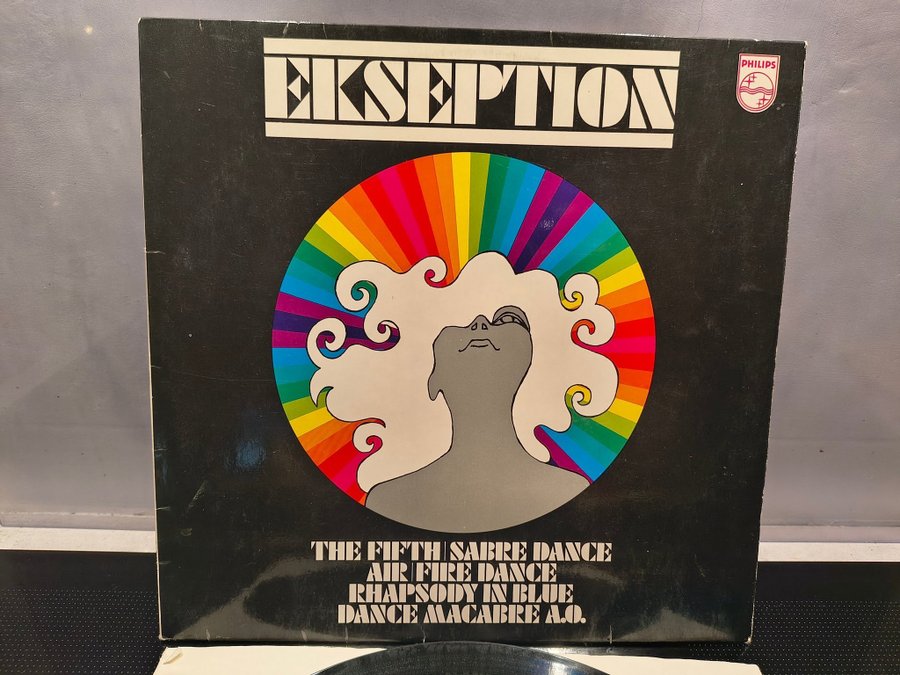 EKSEPTION
PHILIPS
THE FIFTH | SABRE DANCE
AIR | FIRE DANCE
RHAPSODY IN BLUE
DANCE MACABRE A.O.